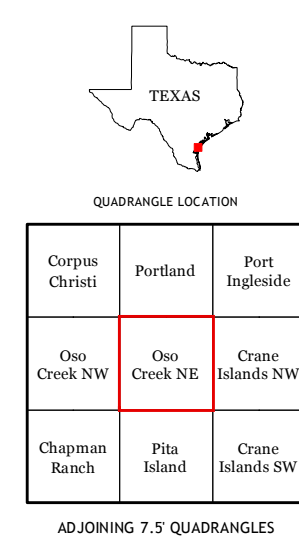 TEXAS
QUADRANGLE LOCATION
Corpus
Christi
Portland
Port
Ingleside
Oso
Creek NW
Oso
Creek NE
Crane
Islands NW
Chapman
Ranch
Pita
Island
Crane
Islands SW
ADJOINING 7.5' QUADRANGLES